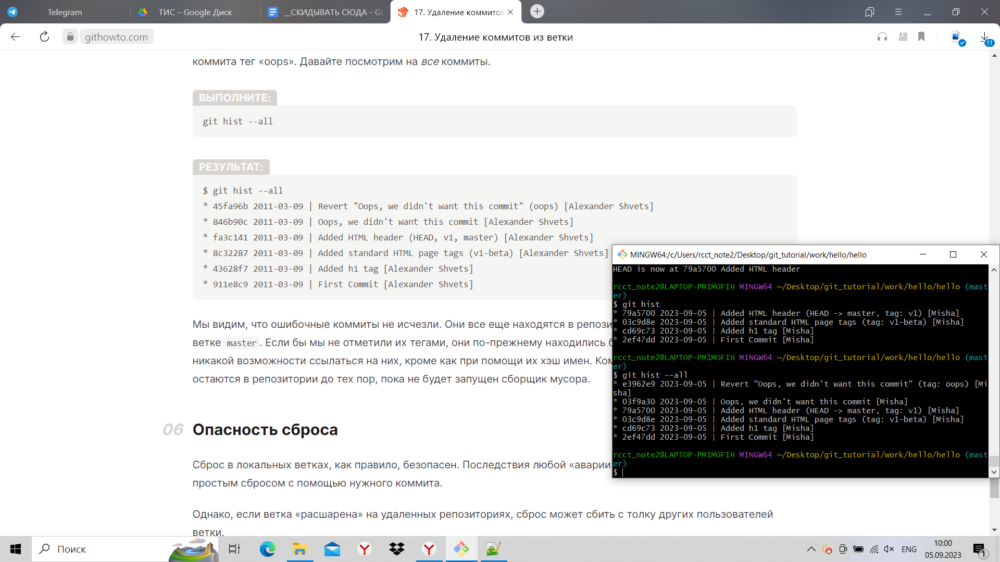 Telegram
ТИС – Google Диск
__СКИДЫВАТЬ СЮДА - Go
17. Удаление коммитов
githowto.com
17. Удаление коммитов из ветки
11
коммита тег «oops». Давайте посмотрим на все коммиты.
ВЫПОЛНИТЕ:
git hist --all
РЕЗУЛЬТАТ:
$ git hist --all
* 45fa96b 2011-03-09 | Revert "Oops, we didn't want this commit" (oops) [Alexander Shvets]
* 846b90c 2011-03-09 | Oops, we didn't want this commit [Alexander Shvets]
* fa3c141 2011-03-09 | Added HTML header (HEAD, v1, master) [Alexander Shvets]
* 8c32287 2011-03-09 | Added standard HTML page tags (v1-beta) [Alexander Shvets]
* 43628f7 2011-03-09 | Added h1 tag [Alexander Shvets]
* 911e8c9 2011-03-09 | First Commit [Alexander Shvets]
Мы видим, что ошибочные коммиты не исчезли. Они все еще находятся в репози
ветке master. Если бы мы не отметили их тегами, они по-прежнему находились б
никакой возможности ссылаться на них, кроме как при помощи их хэш имен. Ком
остаются в репозитории до тех пор, пока не будет запущен сборщик мусора.
06 Опасность сброса
Сброс в локальных ветках, как правило, безопасен. Последствия любой «аварии»
простым сбросом с помощью нужного коммита.
Однако, если ветка «расшарена» на удаленных репозиториях, сброс может сбить с толку других пользователей
ветки.
MINGW64:/c/Users/rcct_note2/Desktop/git_tutorial/work/hello/hello
HEAD is now at 79a5700 Added HTML header
rcct_note2@LAPTOP-PM1MOFIH MINGW64 ~/Desktop/git_tutorial/work/hello/hello (mast
er)
$ git hist
* 79a5700 2023-09-05 | Added HTML header (HEAD -> master, tag: v1) [Misha]
* 03c9d8e 2023-09-05 | Added standard HTML page tags (tag: v1-beta) [Misha]
* cd69c73 2023-09-05 | Added h1 tag [Misha]
* 2ef47dd 2023-09-05 | First Commit [Misha]
rcct_note2@LAPTOP-PM1MOFIH MINGW64 ~/Desktop/git_tutorial/work/hello/hello (mast
er)
$ git hist --all
* e3962e9 2023-09-05 | Revert "Oops, we didn't want this commit" (tag: oops) [Mi
sha]
* 03f9a30 2023-09-05 | Oops, we didn't want this commit [Misha]
* 79a5700 2023-09-05 | Added HTML header (HEAD -> master, tag: v1) [Misha]
* 03c9d8e 2023-09-05 | Added standard HTML page tags (tag: v1-beta) [Misha]
* cd69c73 2023-09-05 | Added h1 tag [Misha]
* 2ef47dd 2023-09-05 | First Commit [Misha]
rcct_note2@LAPTOP-PM1MOFIH MINGW64 ~/Desktop/git_tutorial/work/hello/hello (mast
er)
$
Поиск
ENG
10:00
05.09.2023
1